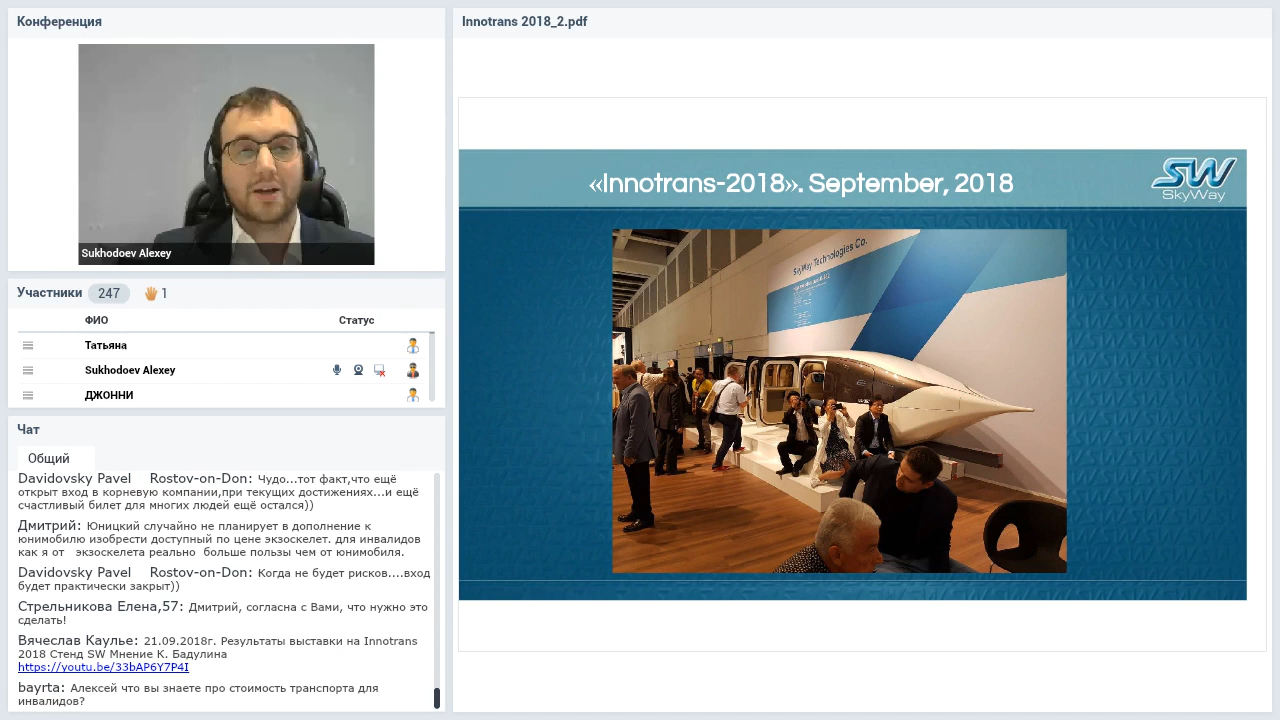 Конференция
Sukhodoev Alexey
Участники 247 1
ФИО Статус
Татьяна
Sukhodoev Alexey
ДЖОННИ
Чат
Общий
Davidovsky Pavel Rostov-on-Don: Чудо...тот факт,что ещё
открыт вход в корневую компании,при текущих достижениях...и ещё
счастливый билет для многих людей ещё остался))
Дмитрий: Юницкий случайно не планирует в дополнение к
юнимобилю изобрести доступный по цене экзоскелет. для инвалидов
как я от экзоскелета реально больше пользы чем от юнимобиля.
Davidovsky Pavel Rostov-on-Don: Когда не будет рисков....вход
будет практически закрыт))
Стрельникова Елена,57: Дмитрий, согласна с Вами, что нужно это
сделать!
Вячеслав Каулье: 21.09.2018г. Результаты выставки на Innotrans
2018 Стенд SW Мнение К. Бадулина
https://youtu.be/33bAP6Y7P4I
bayrta: Алексей что вы знаете про стоимость транспорта для
инвалидов?
Innotrans 2018_2.pdf
«Innotrans-2018». September, 2018
SW
SkyWay
SkyWay Technologies Co.